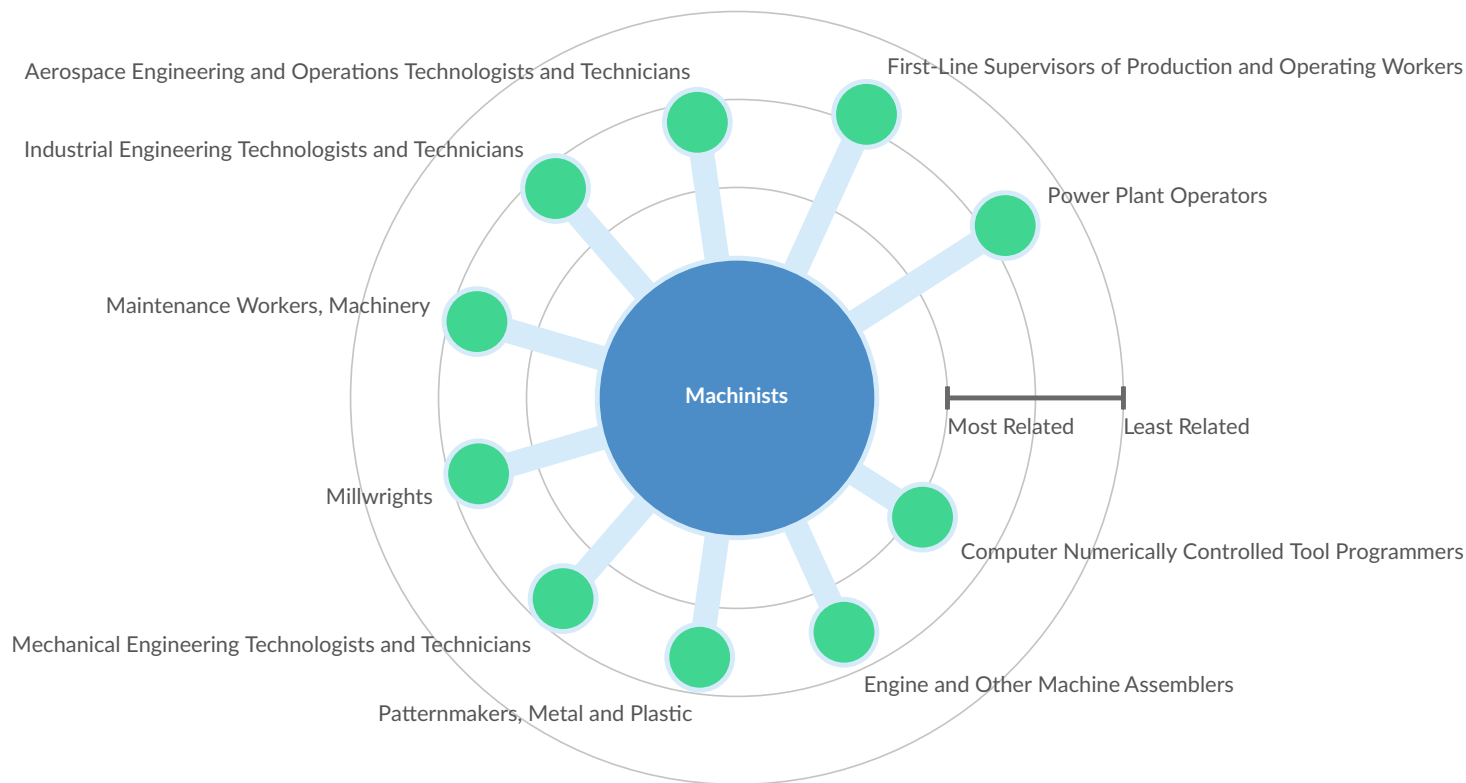 First-Line Supervisors of Production and Operating Workers
Aerospace Engineering and Operations Technologists and Technicians
Industrial Engineering Technologists and Technicians
Power Plant Operators
Maintenance Workers, Machinery
Machinists
Most Related
Least Related
Millwrights
Computer Numerically Controlled Tool Programmers
Mechanical Engineering Technologists and Technicians
Engine and Other Machine Assemblers
Patternmakers, Metal and Plastic